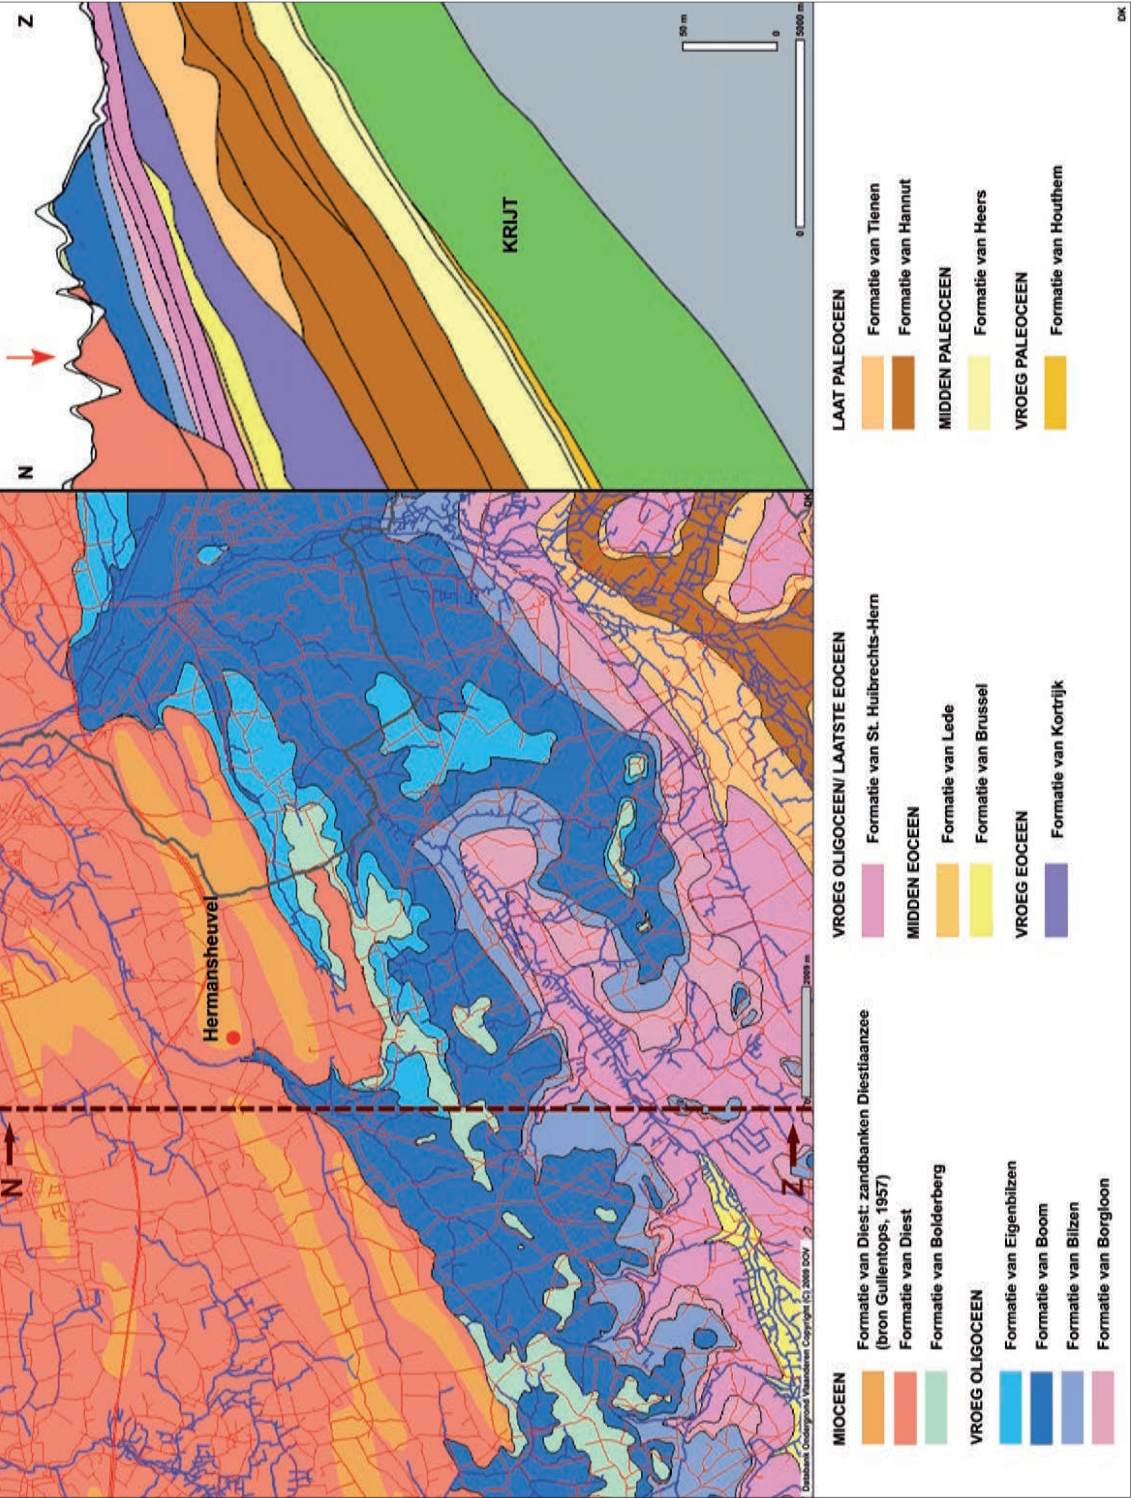 N
Z
Hermansheuvel
0
2009 m
Databank Ondergrond Vlaanderen Copyright (C) 2009 DOV
DK
N
Z
KRIJT
50 m
0
0
5000 m
MIOCEEN
Formatie van Diest: zandbanken Diestiaanzee
(bron Gullentops, 1957)
Formatie van Diest
Formatie van Bolderberg
VROEG OLIGOCEEN
Formatie van Eigenbilzen
Formatie van Boom
Formatie van Bilzen
Formatie van Borgloon
VROEG OLIGOCEEN/ LAATSTE EOCEEN
Formatie van St. Huibrechts-Hern
MIDDEN EOCEEN
Formatie van Lede
Formatie van Brussel
VROEG EOCEEN
Formatie van Kortrijk
LAAT PALEOCEEN
Formatie van Tienen
Formatie van Hannut
MIDDEN PALEOCEEN
Formatie van Heers
VROEG PALEOCEEN
Formatie van Houthem
DK